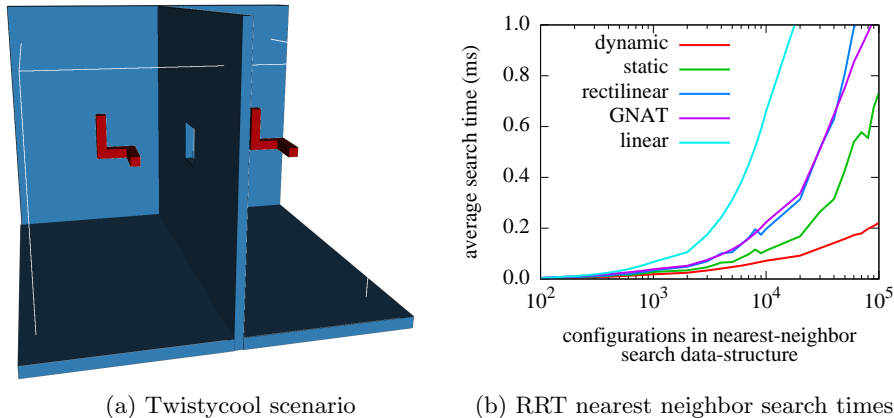 dynamic
static
rectilinear
GNAT
linear
average search time (ms)
1.0
0.8
0.6
0.4
0.2
0.0
10^2 10^3 10^4 10^5
configurations in nearest-neighbor
search data-structure
(a) Twistycool scenario
(b) RRT nearest neighbor search times